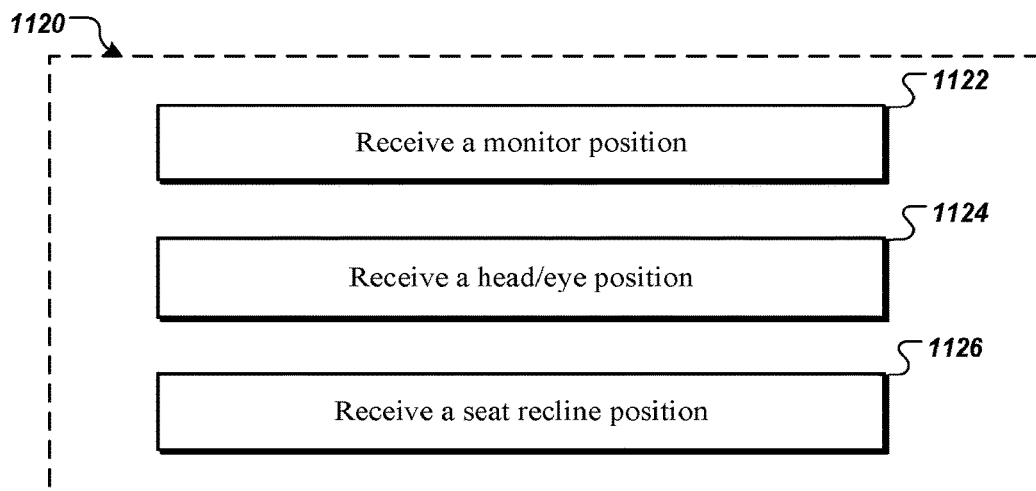 1120
1122
Receive a monitor position
1124
Receive a head/eye position
1126
Receive a seat recline position